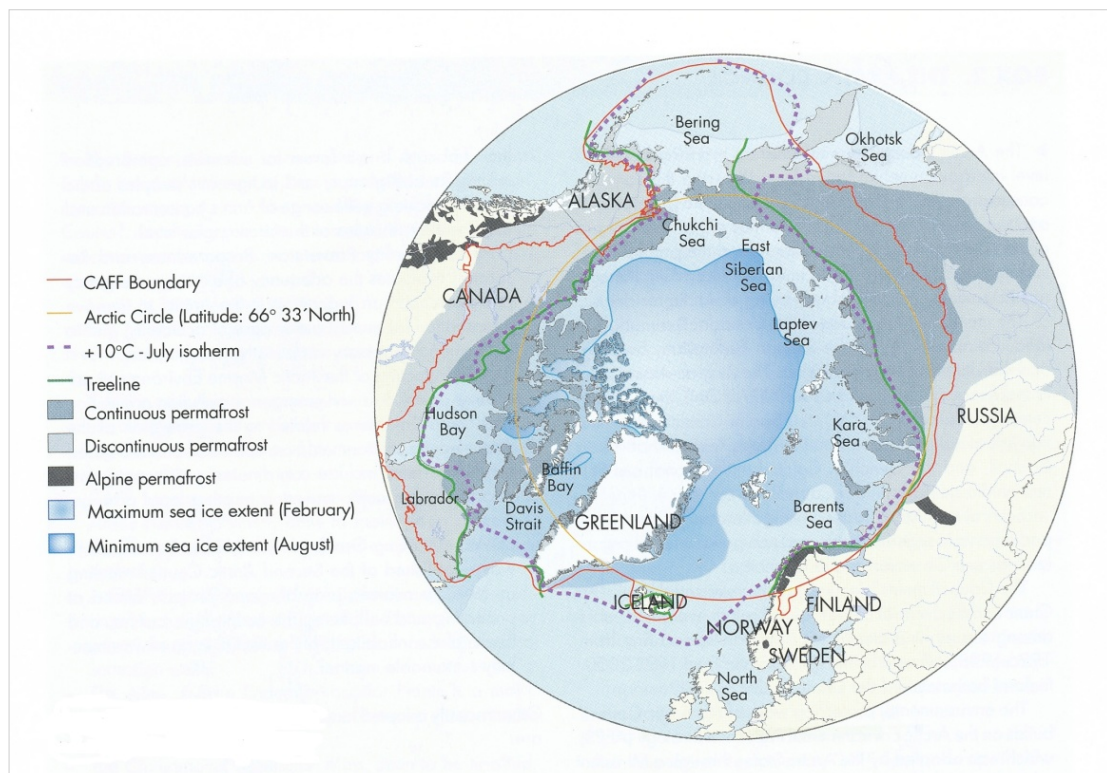 CAFF Boundary
Arctic Circle (Latitude: 66° 33´North)
+10°C - July isotherm
Treeline
Continuous permafrost
Discontinuous permafrost
Alpine permafrost
Maximum sea ice extent (February)
Minimum sea ice extent (August)
Bering
Sea
Okhotsk
Sea
ALASKA
Chukchi
Sea
East
Siberian
Sea
CANADA
Laptev
Sea
Hudson
Bay
Kara
Sea
RUSSIA
Baffin
Bay
Labrador
Davis
Strait
GREENLAND
Barents
Sea
ICELAND
FINLAND
NORWAY
SWEDEN
North
Sea